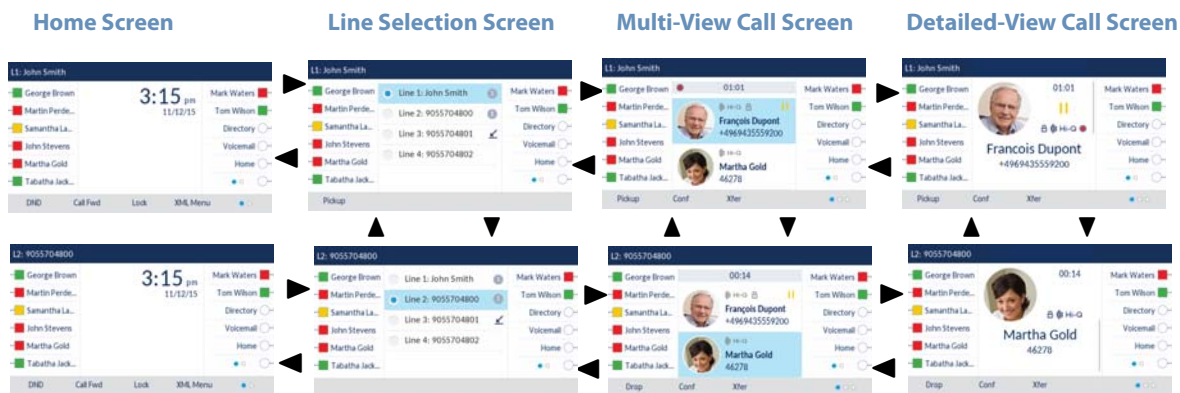 Home Screen
Line Selection Screen
Multi-View Call Screen
Detailed-View Call Screen
L1: John Smith
George Brown
Martin Perde...
Samantha La...
John Stevens
Martha Gold
Tabatha Jack...
3:15 pm
11/12/15
Mark Waters
Tom Wilson
Directory
Voicemail
Home
DND Call Fwd Lock XML Menu
L1: John Smith
George Brown
Martin Perde...
Samantha La...
John Stevens
Martha Gold
Tabatha Jack...
Line 1: John Smith
Line 2: 9055704800
Line 3: 9055704801
Line 4: 9055704802
Mark Waters
Tom Wilson
Directory
Voicemail
Home
Pickup
L1: John Smith
George Brown
Martin Perde...
Samantha La...
John Stevens
Martha Gold
Tabatha Jack...
01:01
Hi-Q
François Dupont
+4969435559200
Hi-Q
Martha Gold
46278
Mark Waters
Tom Wilson
Directory
Voicemail
Home
Pickup Conf Xfer
L1: John Smith
George Brown
Martin Perde...
Samantha La...
John Stevens
Martha Gold
Tabatha Jack...
01:01
Hi-Q
Francois Dupont
+4969435559200
Mark Waters
Tom Wilson
Directory
Voicemail
Home
Pickup Conf Xfer
L2: 9055704800
George Brown
Martin Perde...
Samantha La...
John Stevens
Martha Gold
Tabatha Jack...
3:15 pm
11/12/15
Mark Waters
Tom Wilson
Directory
Voicemail
Home
DND Call Fwd Lock XML Menu
L2: 9055704800
George Brown
Martin Perde...
Samantha La...
John Stevens
Martha Gold
Tabatha Jack...
Line 1: John Smith
Line 2: 9055704800
Line 3: 9055704801
Line 4: 9055704802
Mark Waters
Tom Wilson
Directory
Voicemail
Home
L2: 9055704800
George Brown
Martin Perde...
Samantha La...
John Stevens
Martha Gold
Tabatha Jack...
00:14
Hi-Q
François Dupont
+4969435559200
Hi-Q
Martha Gold
46278
Mark Waters
Tom Wilson
Directory
Voicemail
Home
Drop Conf Xfer
L2: 9055704800
George Brown
Martin Perde...
Samantha La...
John Stevens
Martha Gold
Tabatha Jack...
00:14
Hi-Q
Martha Gold
46278
Mark Waters
Tom Wilson
Directory
Voicemail
Home
Drop Conf Xfer